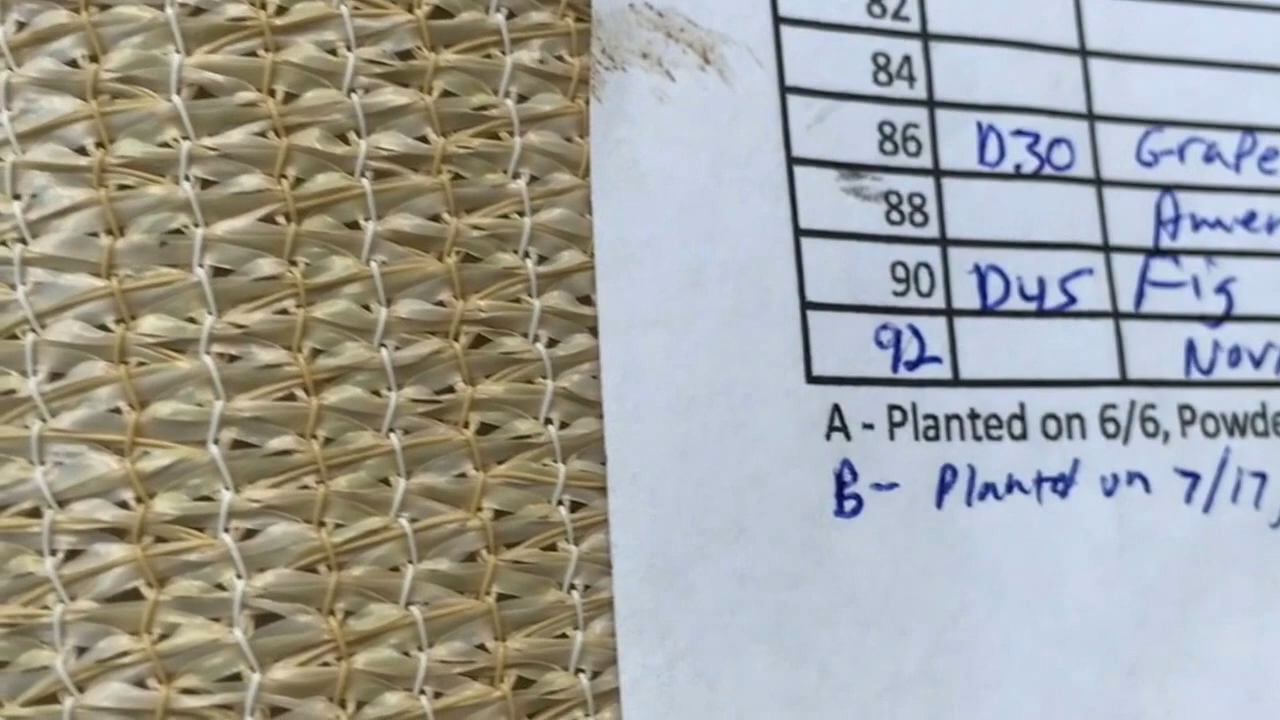 82
84
86 D30 Grape
88 Amer
90 D45 Fig
92 Nov
A - Planted on 6/6, Powde
B- Planted on 7/17,